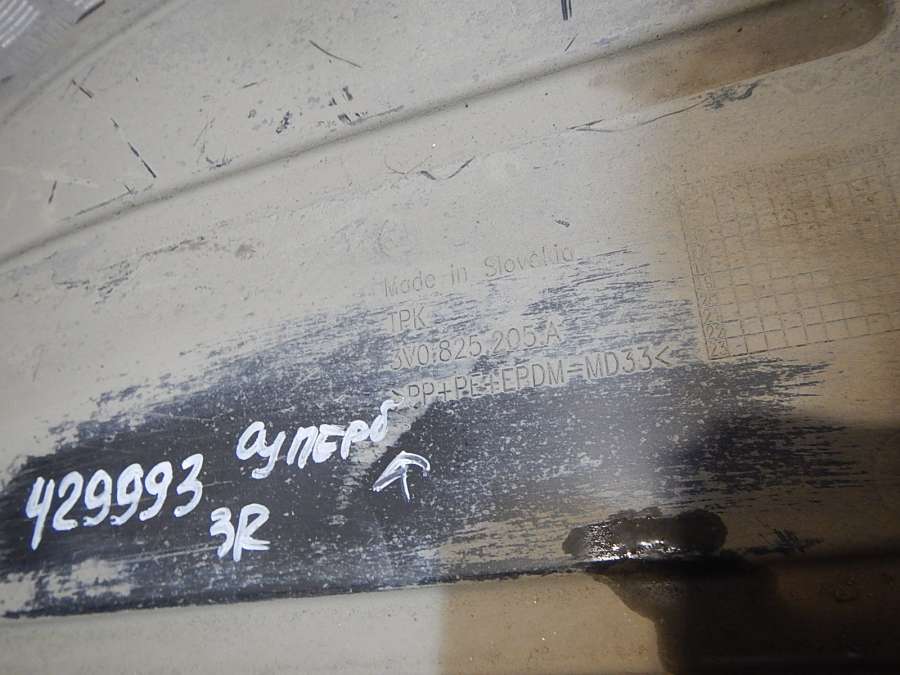 Made in Slovakia
TPK
3V0.825.205.A
>PP+PE+EPDM=MD33<
суперб
429993
3R